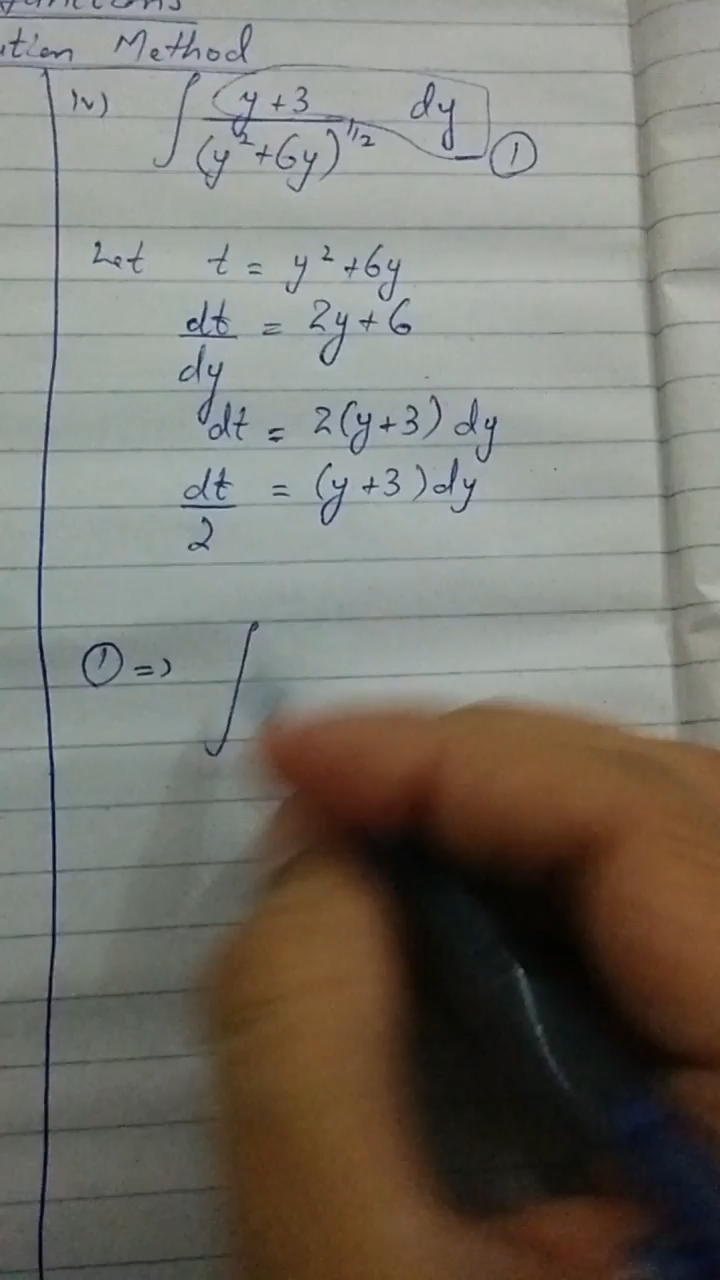 Method
iv) ∫ y+3 / (y²+6y)^1/2 dy ①
Let t = y²+6y
dt/dy = 2y+6
dt = 2(y+3) dy
dt/2 = (y+3) dy
① => ∫